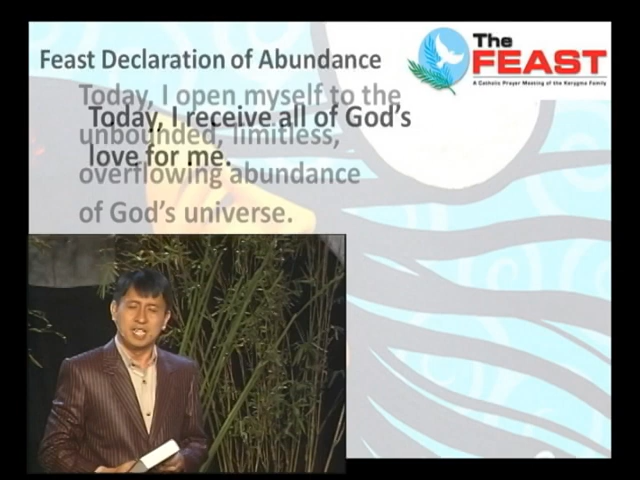 Feast Declaration of Abundance
The
FEAST
A Catholic Prayer Meeting of the Kerygma Family
Today, I receive all of God's
love for me.
Today, I open myself to the
unbounded, limitless,
overflowing abundance
of God's universe.